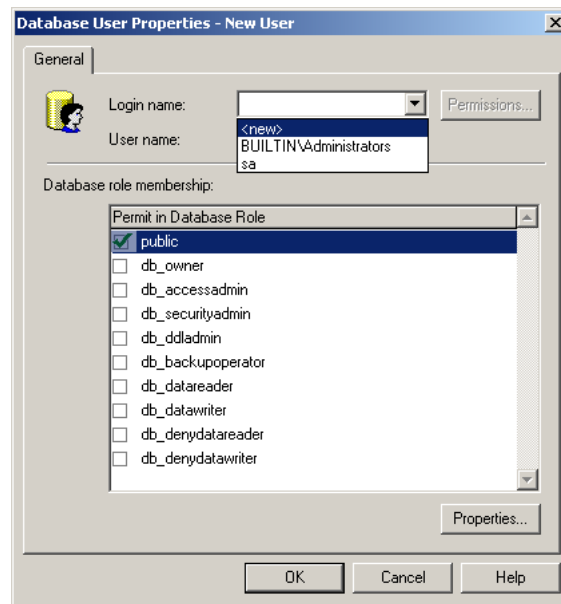 Database User Properties - New User
General
Login name:
Permissions...
<new>
User name:
BUILTIN\Administrators
sa
Database role membership:
Permit in Database Role
public
db_owner
db_accessadmin
db_securityadmin
db_ddladmin
db_backupoperator
db_datareader
db_datawriter
db_denydatareader
db_denydatawriter
Properties...
OK Cancel Help